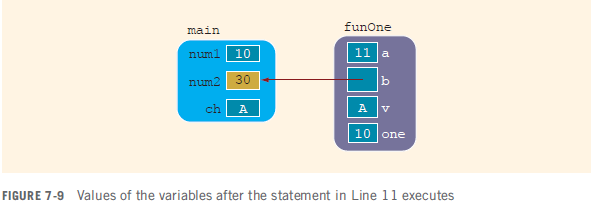 main
num1 10
num2 30
ch A
funOne
11 a
b
A v
10 one
FIGURE 7-9 Values of the variables after the statement in Line 11 executes